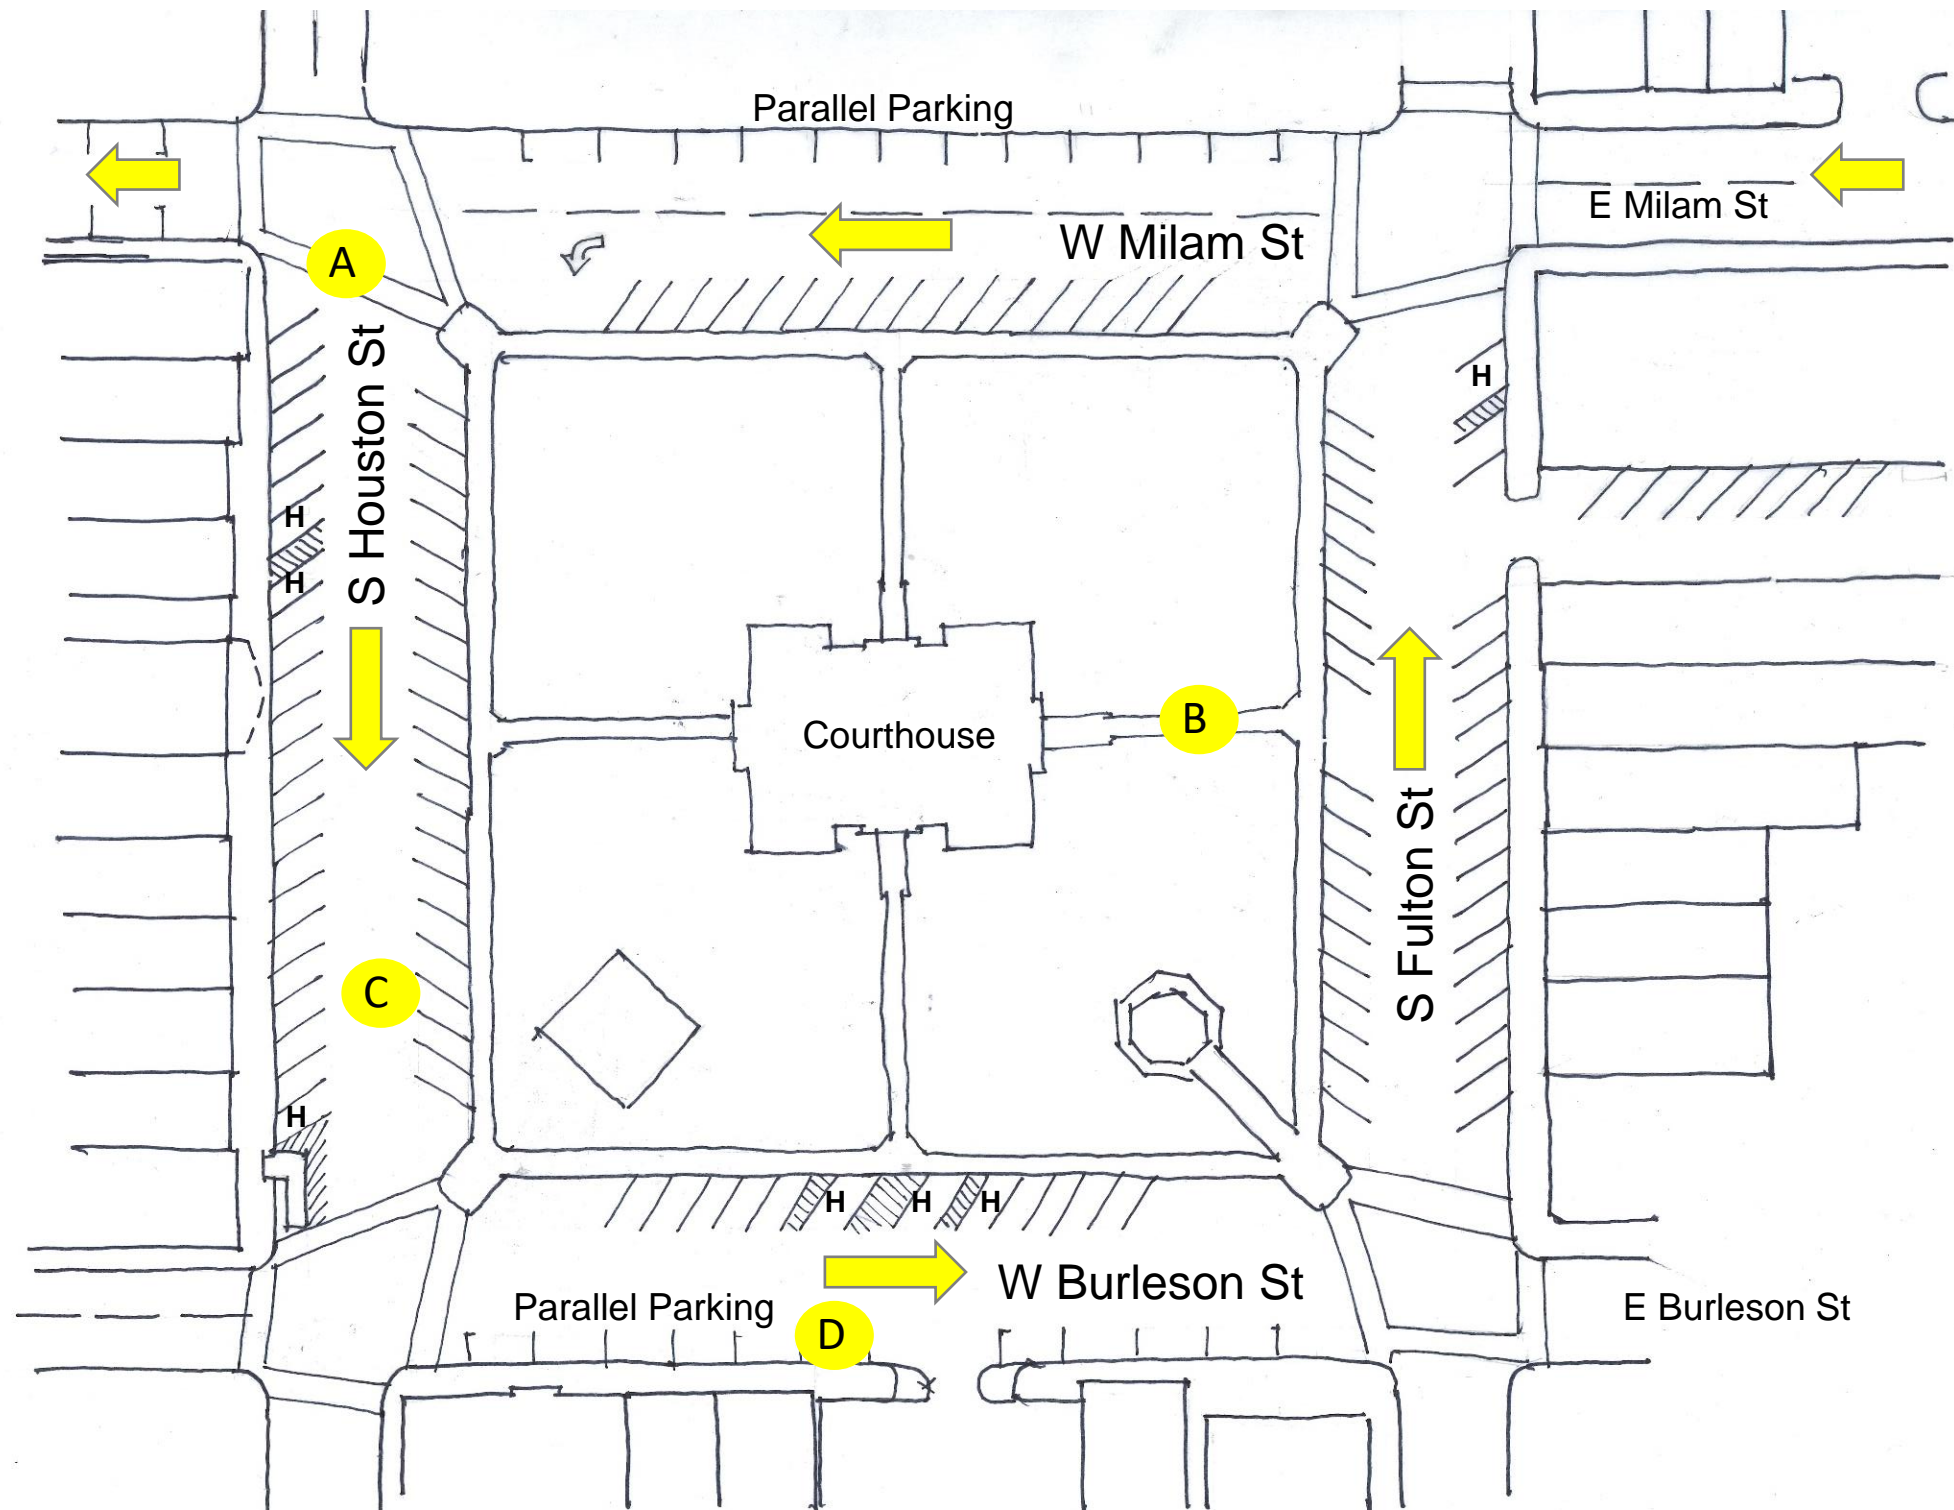 Parallel Parking
E Milam St
W Milam St
A
S Houston St
H
H
H
B
Courthouse
S Fulton St
C
H
H
H
H
W Burleson St
Parallel Parking
E Burleson St
D